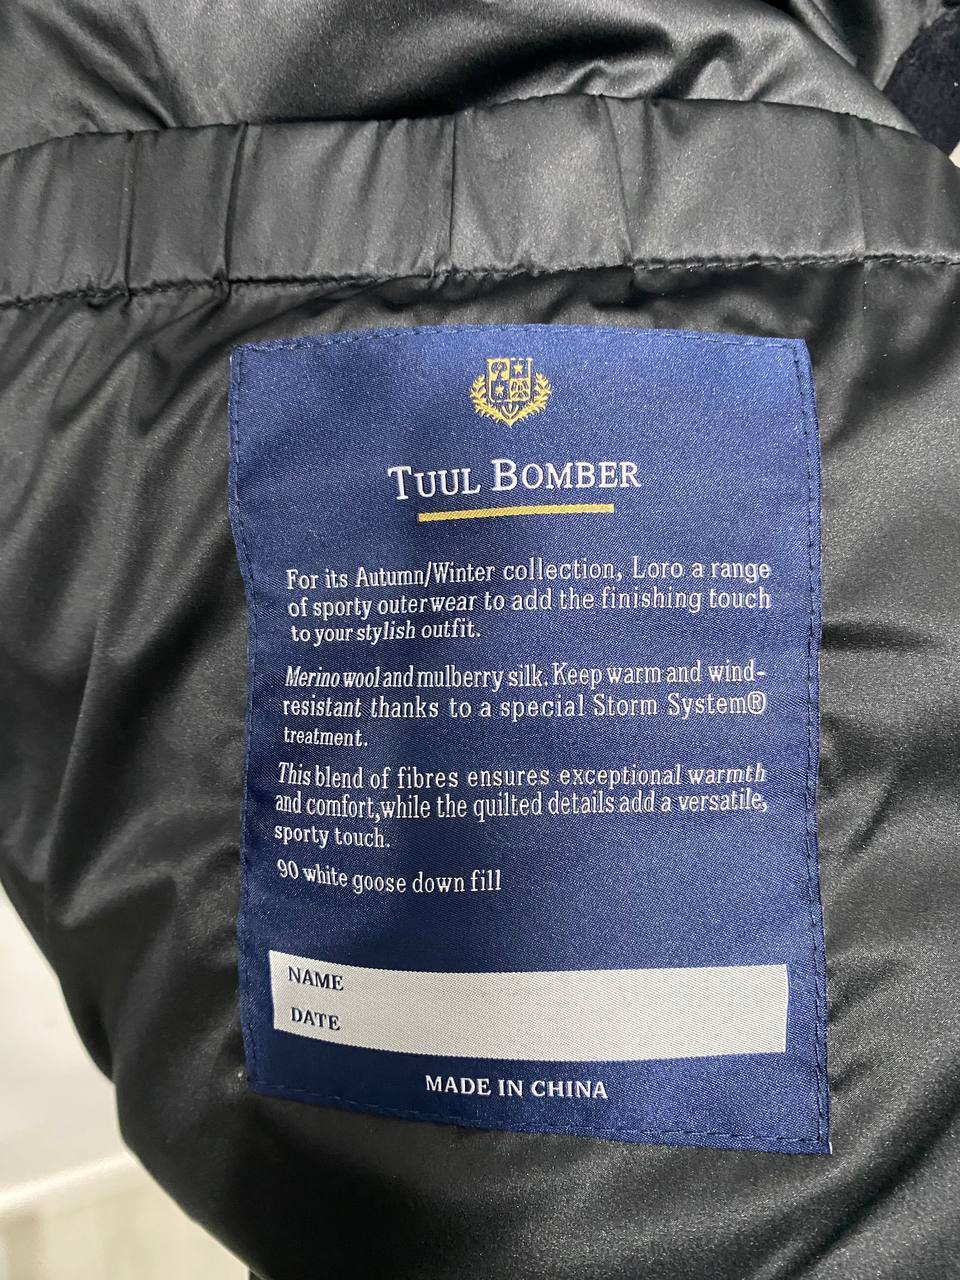 TUUL BOMBER
For its Autumn/Winter collection, Loro a range
of sporty outerwear to add the finishing touch
to your stylish outfit.
Merino wool and mulberry silk. Keep warm and wind-
resistant thanks to a special Storm System®
treatment.
This blend of fibres ensures exceptional warmth
and comfort,while the quilted details add a versatile,
sporty touch.
90 white goose down fill
NAME
DATE
MADE IN CHINA